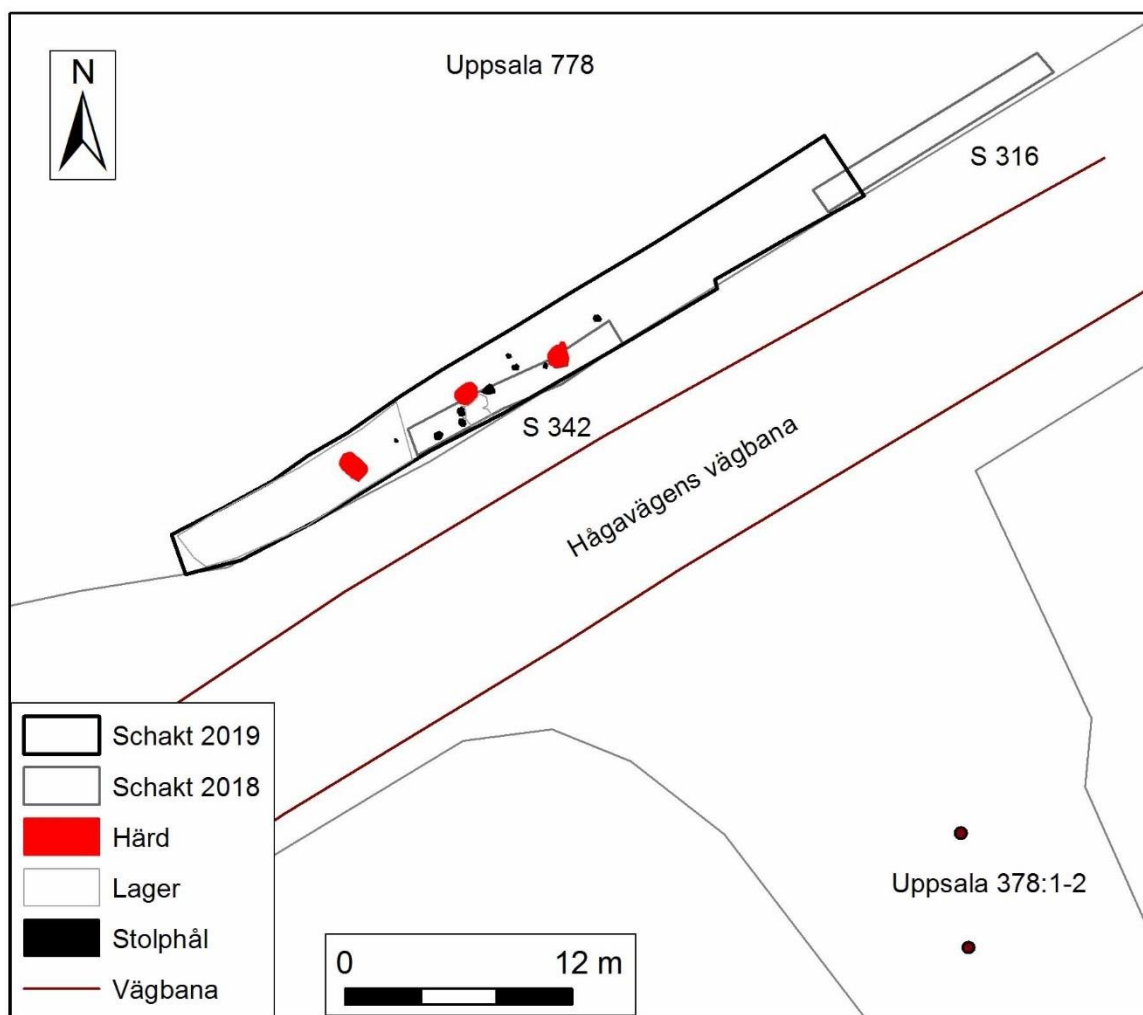 N
Uppsala 778
S 316
S 342
Hågavägens vägbana
Uppsala 378:1-2
Schakt 2019
Schakt 2018
Härd
Lager
Stolphål
Vägbana
0 12 m